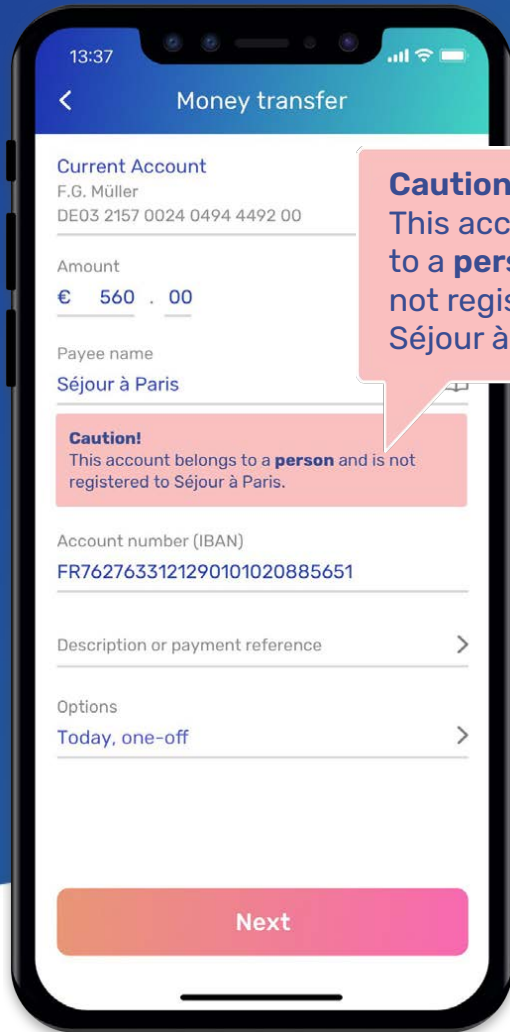 13:37
Money transfer
Current Account
F.G. Müller
DE03 2157 0024 0494 4492 00
Amount
€ 560 . 00
Payee name
Séjour à Paris
Caution!
This account belongs to a person and is not
registered to Séjour à Paris.
Account number (IBAN)
FR7627633121290101020885651
Description or payment reference
Options
Today, one-off
Next
Caution
This acc
to a pers
not regis
Séjour à